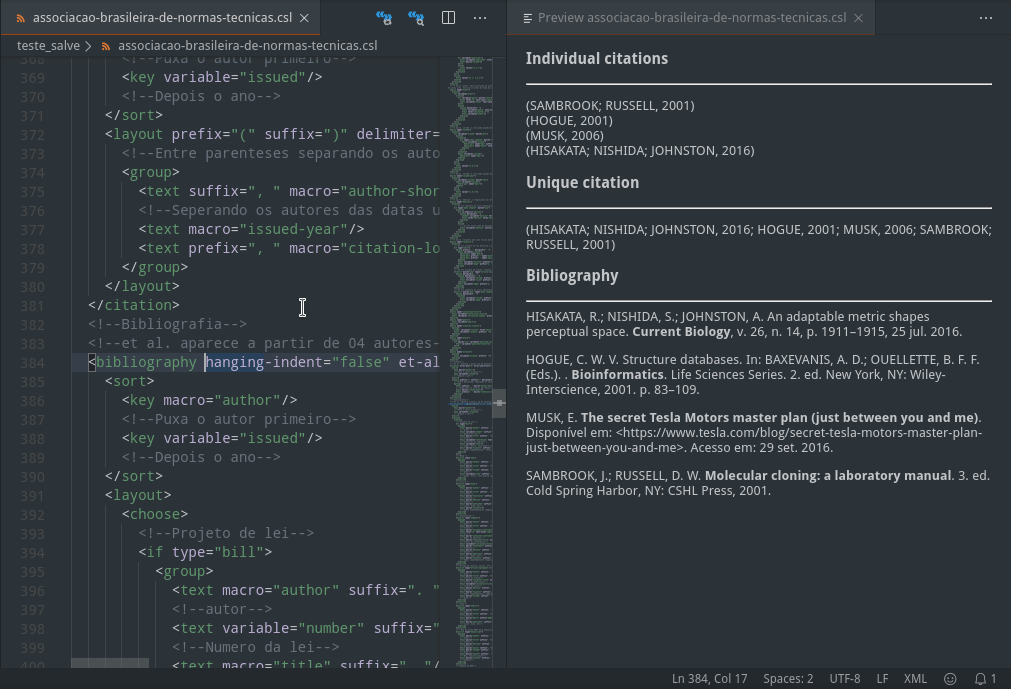 associacao-brasileira-de-normas-tecnicas.csl
Preview associacao-brasileira-de-normas-tecnicas.csl
teste_salve > associacao-brasileira-de-normas-tecnicas.csl
368 <!--Puxa o autor primeiro-->
369 <key variable="issued"/>
370 <!--Depois o ano-->
371 </sort>
372 <layout prefix="(" suffix=")" delimiter=
373 <!--Entre parenteses separando os auto
374 <group>
375 <text suffix=", " macro="author-shor
376 <!--Seperando os autores das datas u
377 <text macro="issued-year"/>
378 <text prefix=", " macro="citation-lo
379 </group>
380 </layout>
381 </citation>
382 <!--Bibliografia-->
383 <!--et al. aparece a partir de 04 autores-
384 <bibliography hanging-indent="false" et-al
385 <sort>
386 <key macro="author"/>
387 <!--Puxa o autor primeiro-->
388 <key variable="issued"/>
389 <!--Depois o ano-->
390 </sort>
391 <layout>
392 <choose>
393 <!--Projeto de lei-->
394 <if type="bill">
395 <group>
396 <text macro="author" suffix=". "
397 <!--autor-->
398 <text variable="number" suffix="
399 <!--Numero da lei-->
400 <text macro="title" suffix=". "/
Individual citations
(SAMBROOK; RUSSELL, 2001)
(HOGUE, 2001)
(MUSK, 2006)
(HISAKATA; NISHIDA; JOHNSTON, 2016)
Unique citation
(HISAKATA; NISHIDA; JOHNSTON, 2016; HOGUE, 2001; MUSK, 2006; SAMBROOK;
RUSSELL, 2001)
Bibliography
HISAKATA, R.; NISHIDA, S.; JOHNSTON, A. An adaptable metric shapes
perceptual space. Current Biology, v. 26, n. 14, p. 1911–1915, 25 jul. 2016.
HOGUE, C. W. V. Structure databases. In: BAXEVANIS, A. D.; OUELLETTE, B. F. F.
(Eds.). . Bioinformatics. Life Sciences Series. 2. ed. New York, NY: Wiley-
Interscience, 2001. p. 83–109.
MUSK, E. The secret Tesla Motors master plan (just between you and me).
Disponível em: <https://www.tesla.com/blog/secret-tesla-motors-master-plan-
just-between-you-and-me>. Acesso em: 29 set. 2016.
SAMBROOK, J.; RUSSELL, D. W. Molecular cloning: a laboratory manual. 3. ed.
Cold Spring Harbor, NY: CSHL Press, 2001.
Ln 384, Col 17 Spaces: 2 UTF-8 LF XML 1